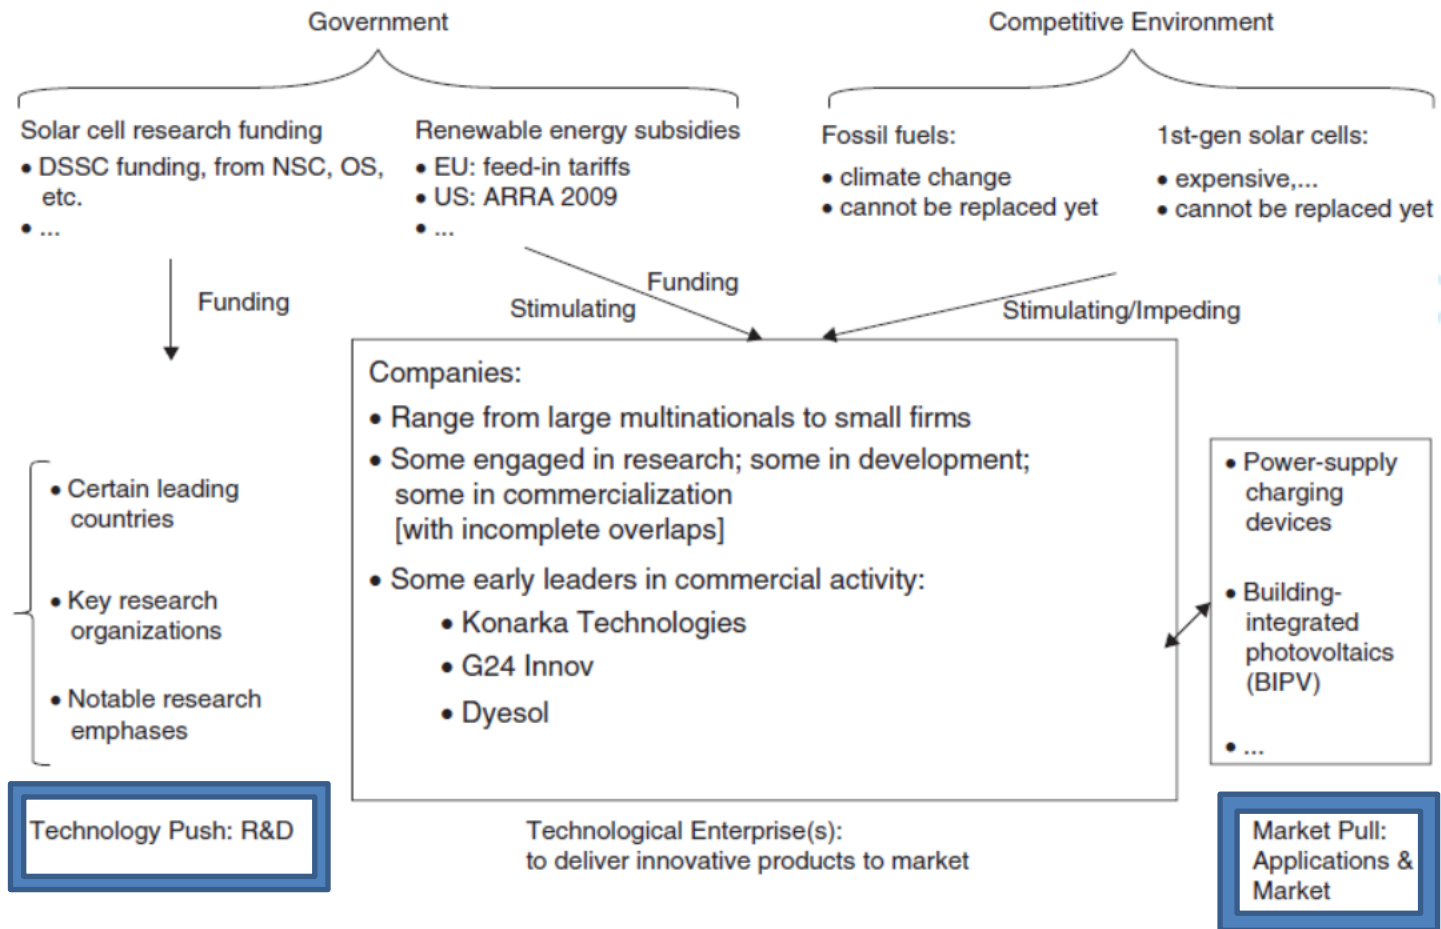 Government
Competitive Environment
Solar cell research funding
• DSSC funding, from NSC, OS,
etc.
• ...
Renewable energy subsidies
• EU: feed-in tariffs
• US: ARRA 2009
• ...
Fossil fuels:
• climate change
• cannot be replaced yet
1st-gen solar cells:
• expensive,...
• cannot be replaced yet
Funding
Funding
Stimulating
Stimulating/Impeding
• Certain leading
countries
• Key research
organizations
• Notable research
emphases
Companies:
• Range from large multinationals to small firms
• Some engaged in research; some in development;
some in commercialization
[with incomplete overlaps]
• Some early leaders in commercial activity:
• Konarka Technologies
• G24 Innov
• Dyesol
• Power-supply
charging
devices
• Building-
integrated
photovoltaics
(BIPV)
• ...
Technology Push: R&D
Technological Enterprise(s):
to deliver innovative products to market
Market Pull:
Applications &
Market